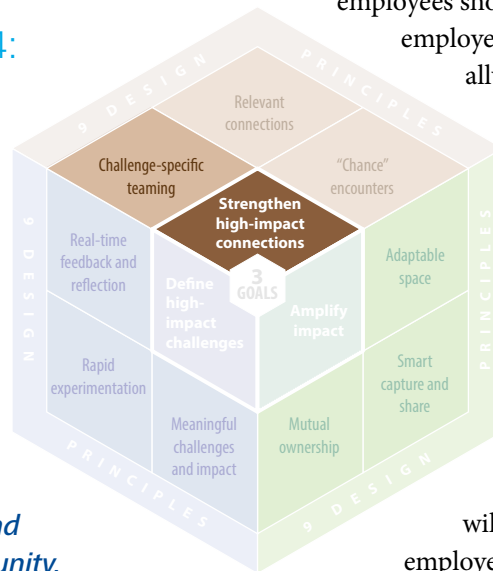 employees sho
4:
employe
all
9 DESIGN PRINCIPLES
Relevant
connections
Challenge-specific
teaming
"Chance"
encounters
Strengthen
high-impact
connections
Real-time
feedback and
reflection
Adaptable
space
3
GOALS
Define
high-
impact
challenges
Amplify
impact
9 DESIGN
PRINCIPLES
Rapid
experimentation
Smart
capture and
share
Meaningful
challenges
and impact
Mutual
ownership
PRINCIPLES
9 DESIGN
nd
wil
unity.
employe